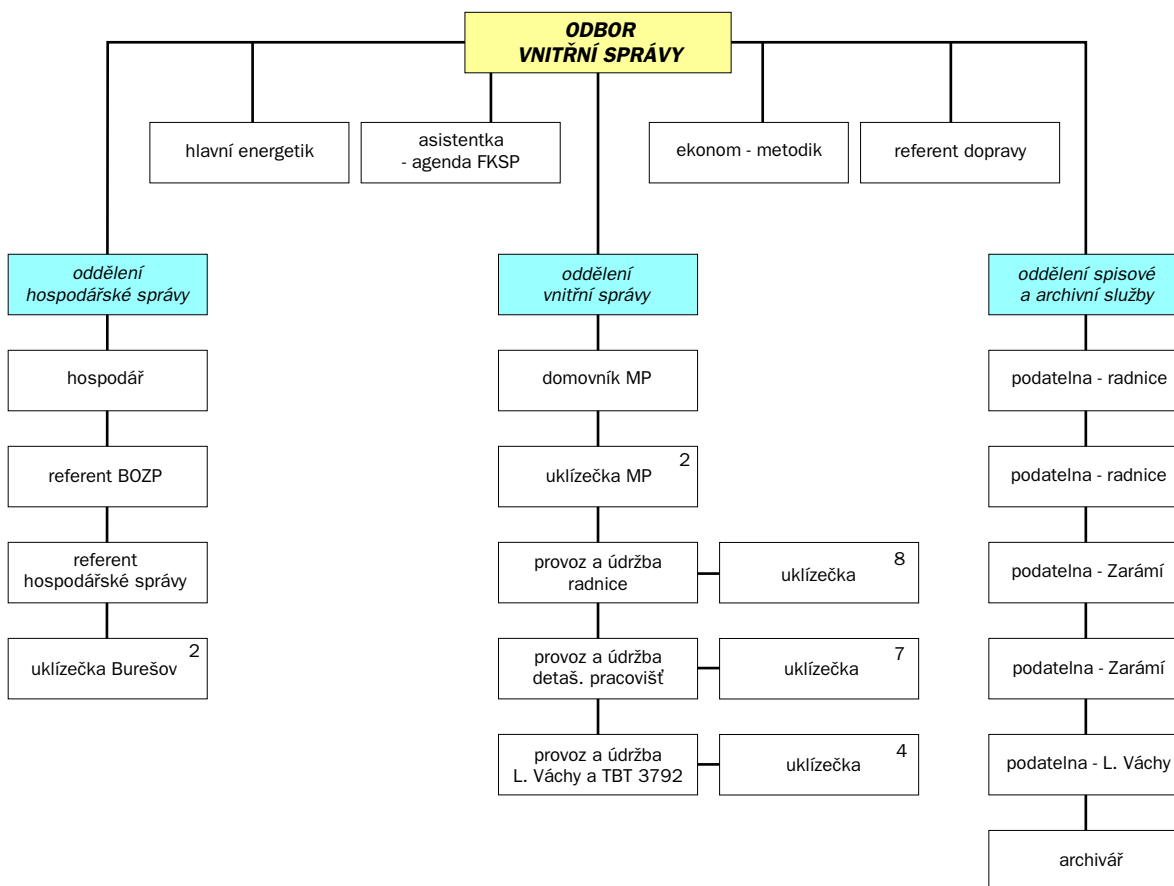 ODBOR
VNITŘNÍ SPRÁVY
hlavní energetik
asistentka
- agenda FKSP
ekonom - metodik
referent dopravy
oddělení
hospodářské správy
oddělení
vnitřní správy
oddělení spisové
a archivní služby
hospodář
domovník MP
podatelna - radnice
referent BOZP
uklízečka MP
2
podatelna - radnice
referent
hospodářské správy
provoz a údržba
radnice
uklízečka
8
podatelna - Zarámí
uklízečka Burešov
2
provoz a údržba
detaš. pracovišť
uklízečka
7
podatelna - Zarámí
provoz a údržba
L. Váchy a TBT 3792
uklízečka
4
podatelna - L. Váchy
archivář